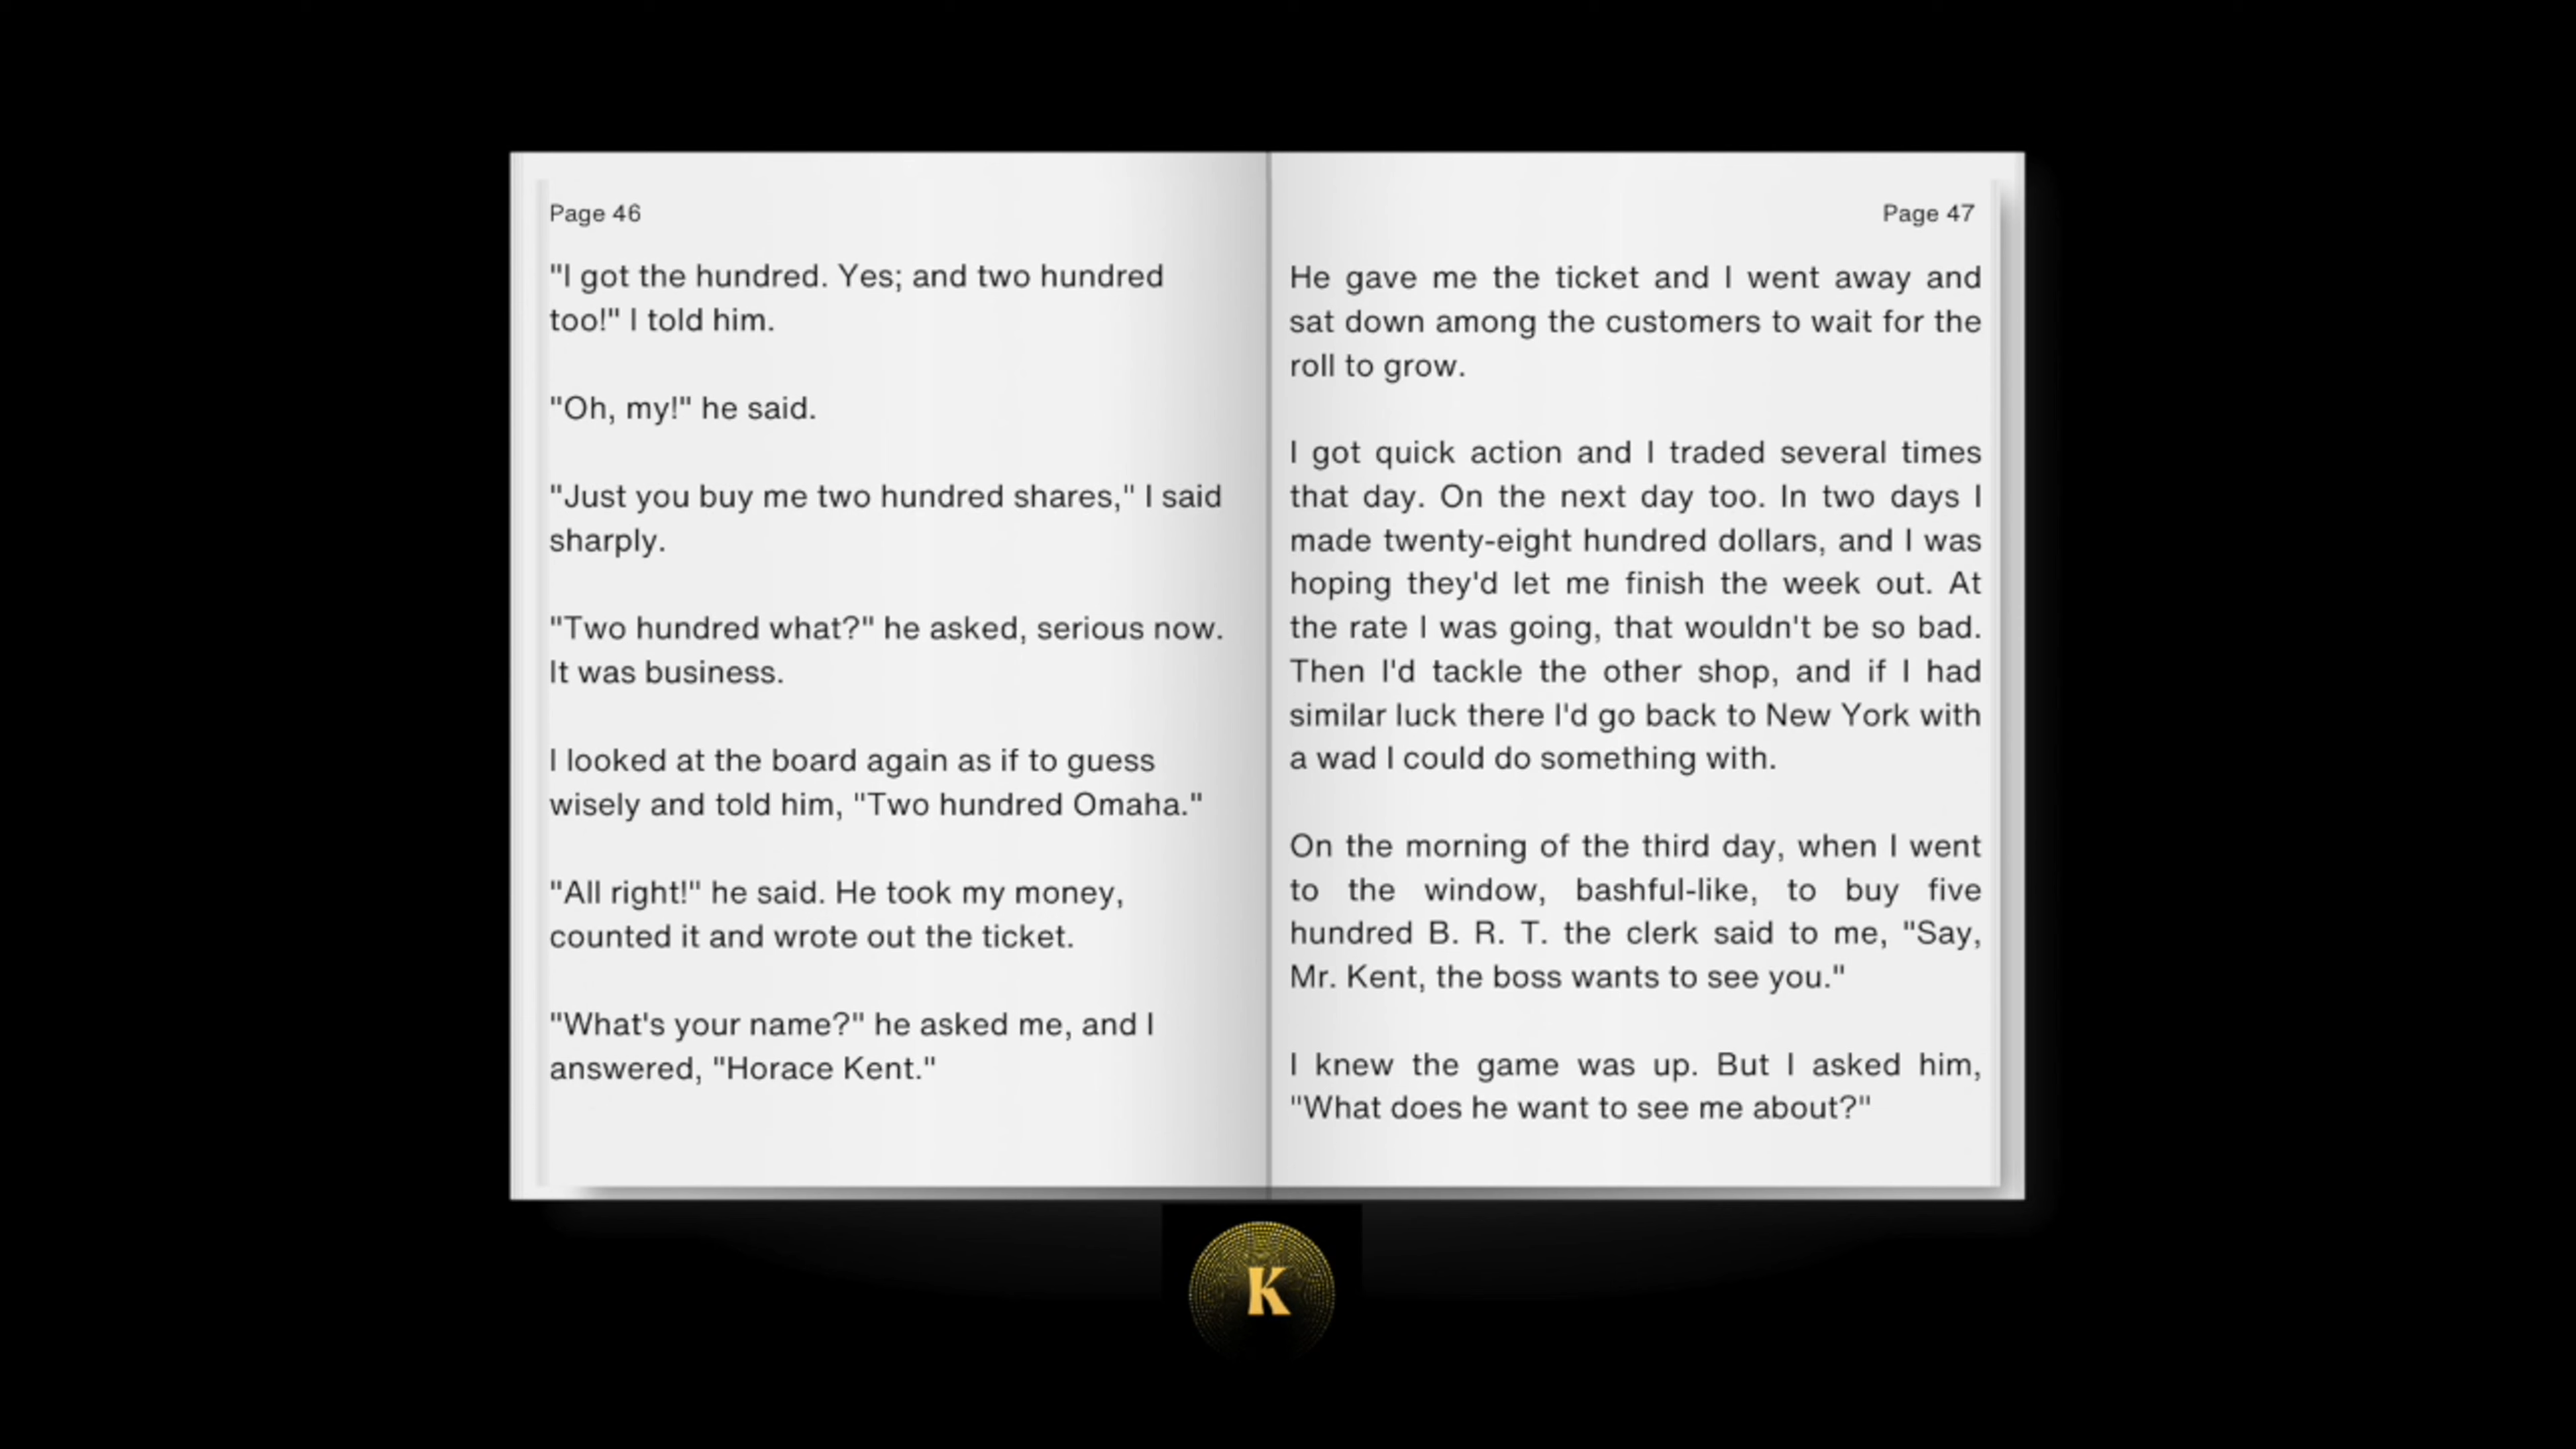 Page 46
"I got the hundred. Yes; and two hundred
too!" I told him.
"Oh, my!" he said.
"Just you buy me two hundred shares," I said
sharply.
"Two hundred what?" he asked, serious now.
It was business.
I looked at the board again as if to guess
wisely and told him, "Two hundred Omaha."
"All right!" he said. He took my money,
counted it and wrote out the ticket.
"What's your name?" he asked me, and I
answered, "Horace Kent."
Page 47
He gave me the ticket and I went away and
sat down among the customers to wait for the
roll to grow.
I got quick action and I traded several times
that day. On the next day too. In two days I
made twenty-eight hundred dollars, and I was
hoping they'd let me finish the week out. At
the rate I was going, that wouldn't be so bad.
Then I'd tackle the other shop, and if I had
similar luck there I'd go back to New York with
a wad I could do something with.
On the morning of the third day, when I went
to the window, bashful-like, to buy five
hundred B. R. T. the clerk said to me, "Say,
Mr. Kent, the boss wants to see you."
I knew the game was up. But I asked him,
"What does he want to see me about?"
K